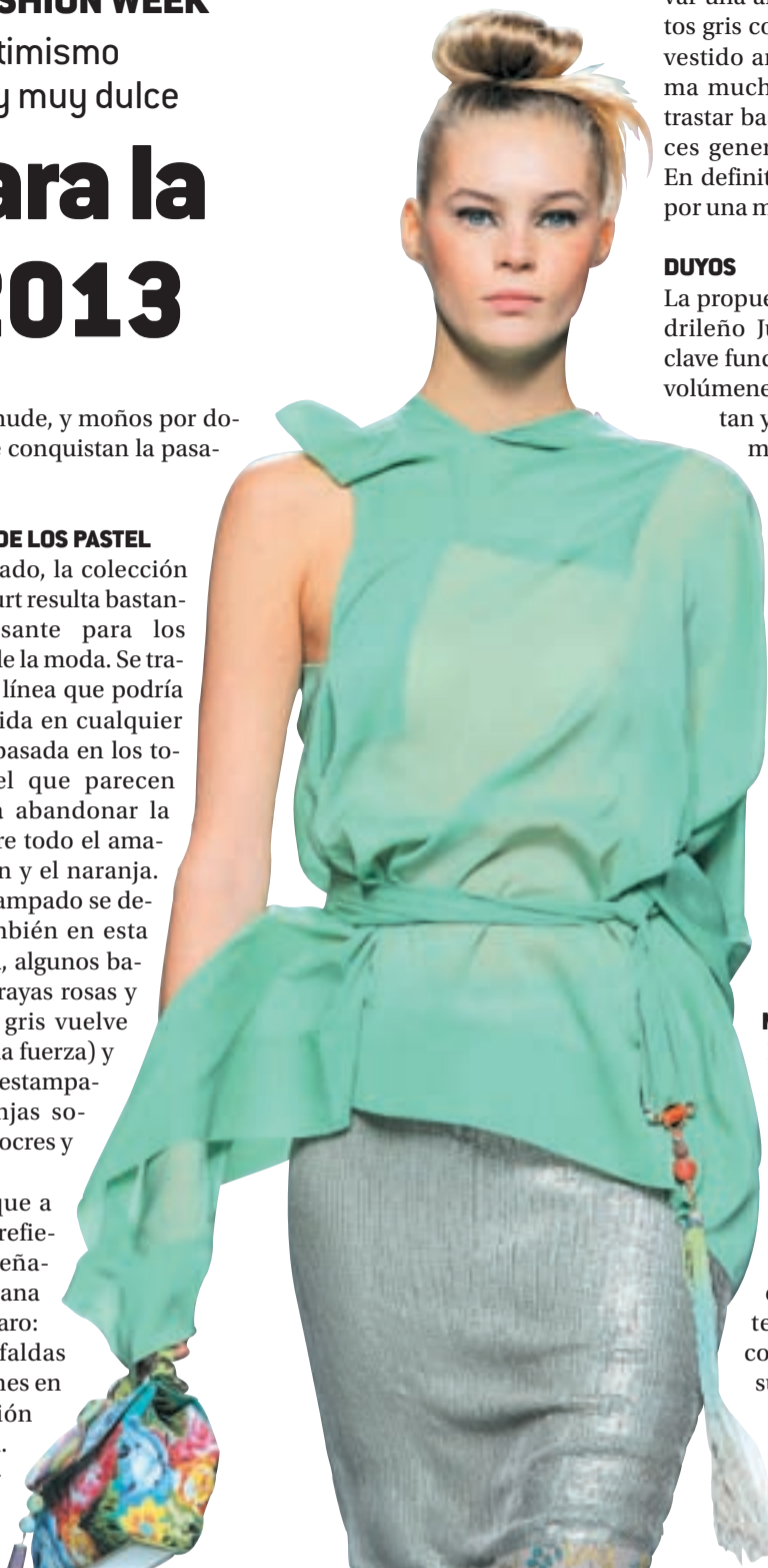 SHION WEEK
timismo
y muy dulce
ara la
2013
nude, y moños por do-
e conquistan la pasa-
DE LOS PASTEL
ado, la colección
urt resulta bastan-
sante para los
de la moda. Se tra-
línea que podría
ida en cualquier
basada en los to-
el que parecen
a abandonar la
re todo el ama-
n y el naranja.
ampado se de-
mbién en esta
, algunos ba-
rayas rosas y
gris vuelve
a fuerza) y
estampa-
njas so-
ocres y
que a
refie-
eña-
ana
aro:
faldas
nes en
ión
tos gris co
vestido a
ma much
trastar ba
ces gener
En definit
por una m
DUYOS
La propue
drileño Ju
clave func
volúmene
tan y
m
te
co
su